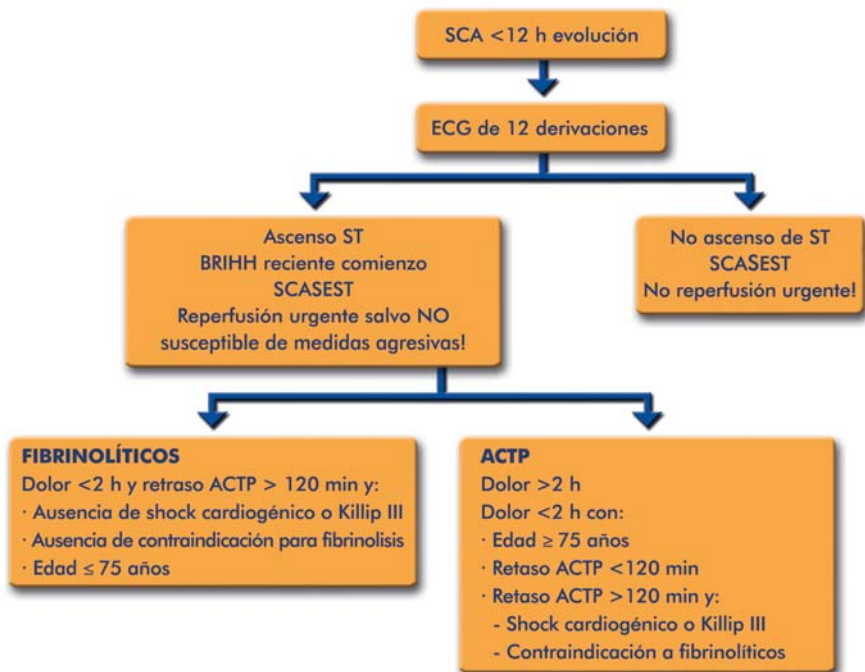 SCA <12 h evolución
ECG de 12 derivaciones
Ascenso ST
BRIHH reciente comienzo
SCASEST
Reperfusión urgente salvo NO
susceptible de medidas agresivas!
No ascenso de ST
SCASEST
No reperfusión urgente!
FIBRINOLÍTICOS
Dolor <2 h y retraso ACTP > 120 min y:
· Ausencia de shock cardiogénico o Killip III
· Ausencia de contraindicación para fibrinolisis
· Edad ≤ 75 años
ACTP
Dolor >2 h
Dolor <2 h con:
· Edad ≥ 75 años
· Retaso ACTP <120 min
· Retaso ACTP >120 min y:
- Shock cardiogénico o Killip III
- Contraindicación a fibrinolíticos